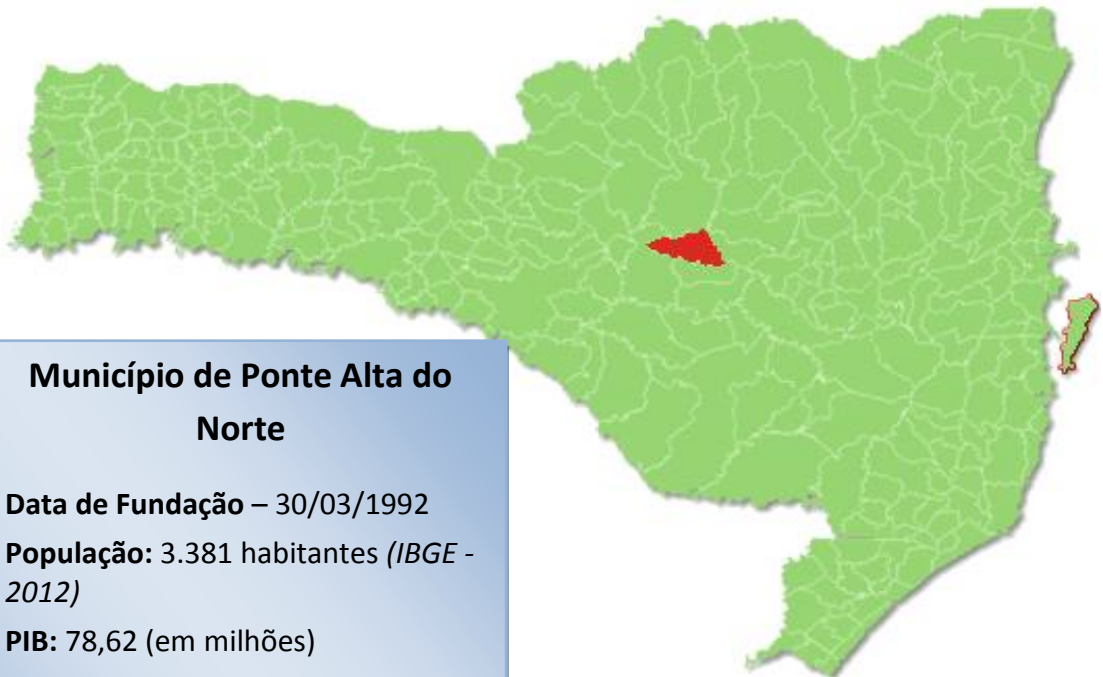 Município de Ponte Alta do
Norte
Data de Fundação – 30/03/1992
População: 3.381 habitantes (IBGE -
2012)
PIB: 78,62 (em milhões)